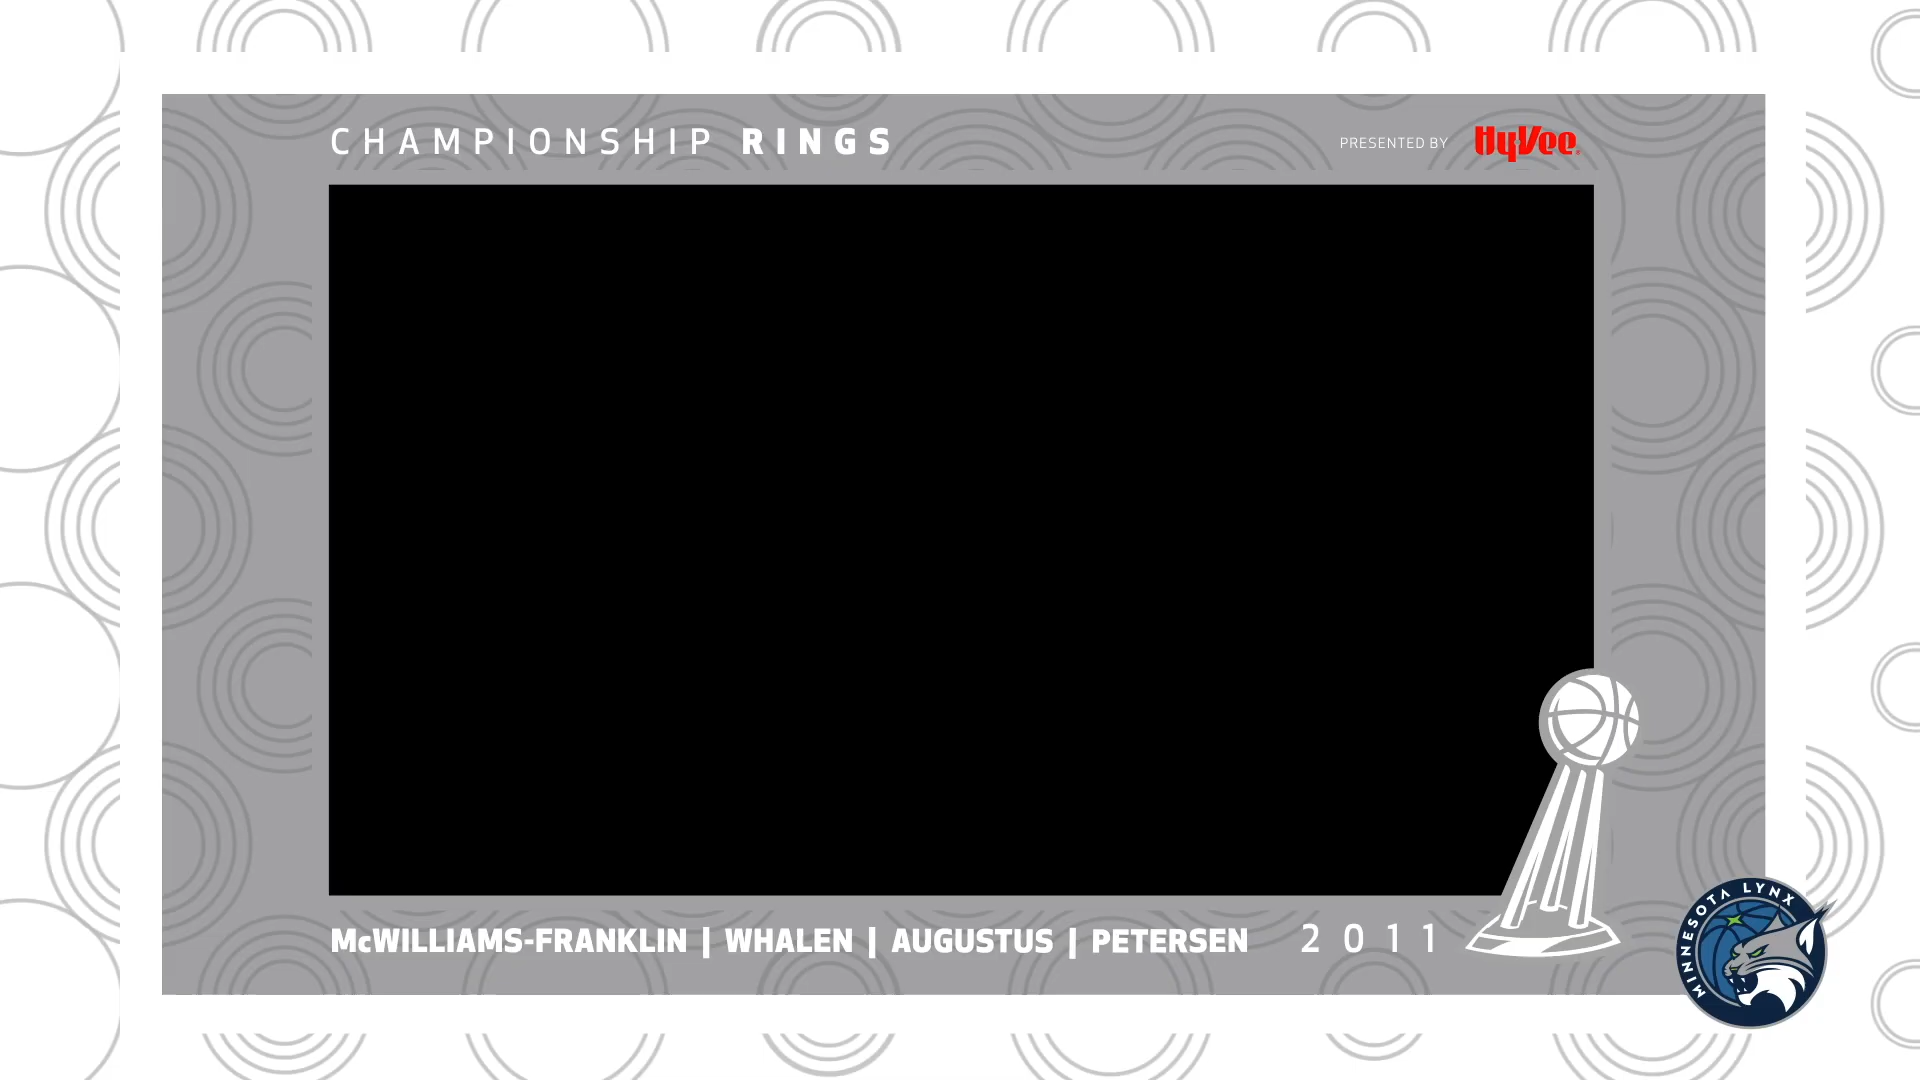 CHAMPIONSHIP RINGS
PRESENTED BY HyVee
McWILLIAMS-FRANKLIN | WHALEN | AUGUSTUS | PETERSEN 2011
MINNESOTA LYNX